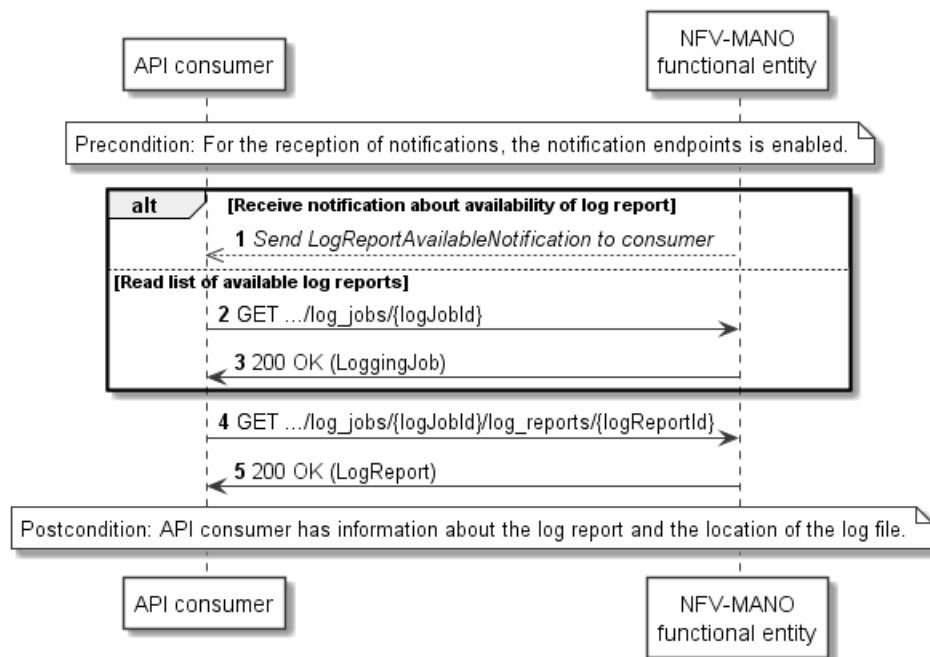 API consumer
NFV-MANO
functional entity
Precondition: For the reception of notifications, the notification endpoints is enabled.
alt [Receive notification about availability of log report]
1 Send LogReportAvailableNotification to consumer
[Read list of available log reports]
2 GET .../log_jobs/{logJobId}
3 200 OK (LoggingJob)
4 GET .../log_jobs/{logJobId}/log_reports/{logReportId}
5 200 OK (LogReport)
Postcondition: API consumer has information about the log report and the location of the log file.
API consumer
NFV-MANO
functional entity